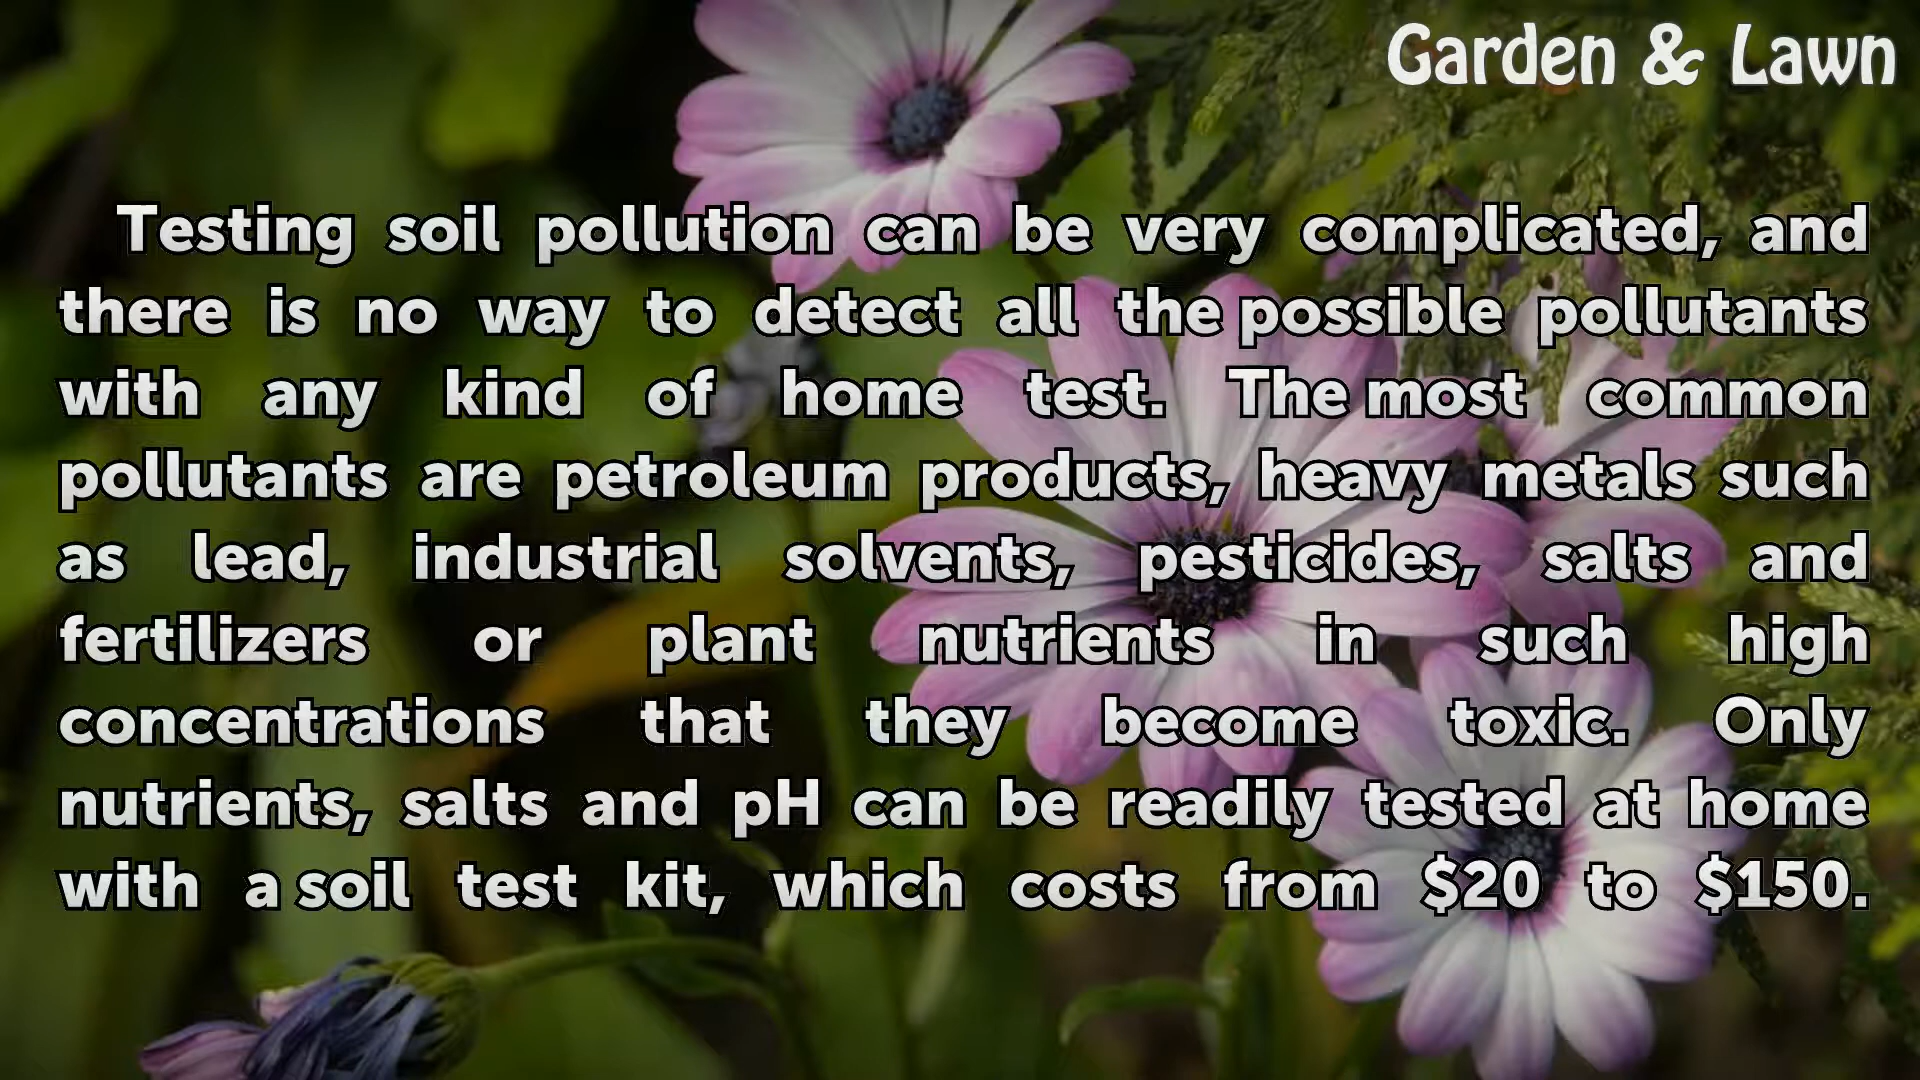 Garden & Lawn
Testing soil pollution can be very complicated, and
there is no way to detect all the possible pollutants
with any kind of home test. The most common
pollutants are petroleum products, heavy metals such
as lead, industrial solvents, pesticides, salts and
fertilizers or plant nutrients in such high
concentrations that they become toxic. Only
nutrients, salts and pH can be readily tested at home
with a soil test kit, which costs from $20 to $150.